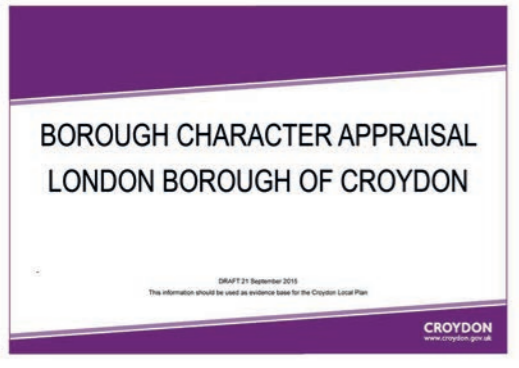 BOROUGH CHARACTER APPRAISAL
LONDON BOROUGH OF CROYDON
DRAFT 21 September 2015
This information should be used as evidence base for the Croydon Local Plan
CROYDON
www.croydon.gov.uk